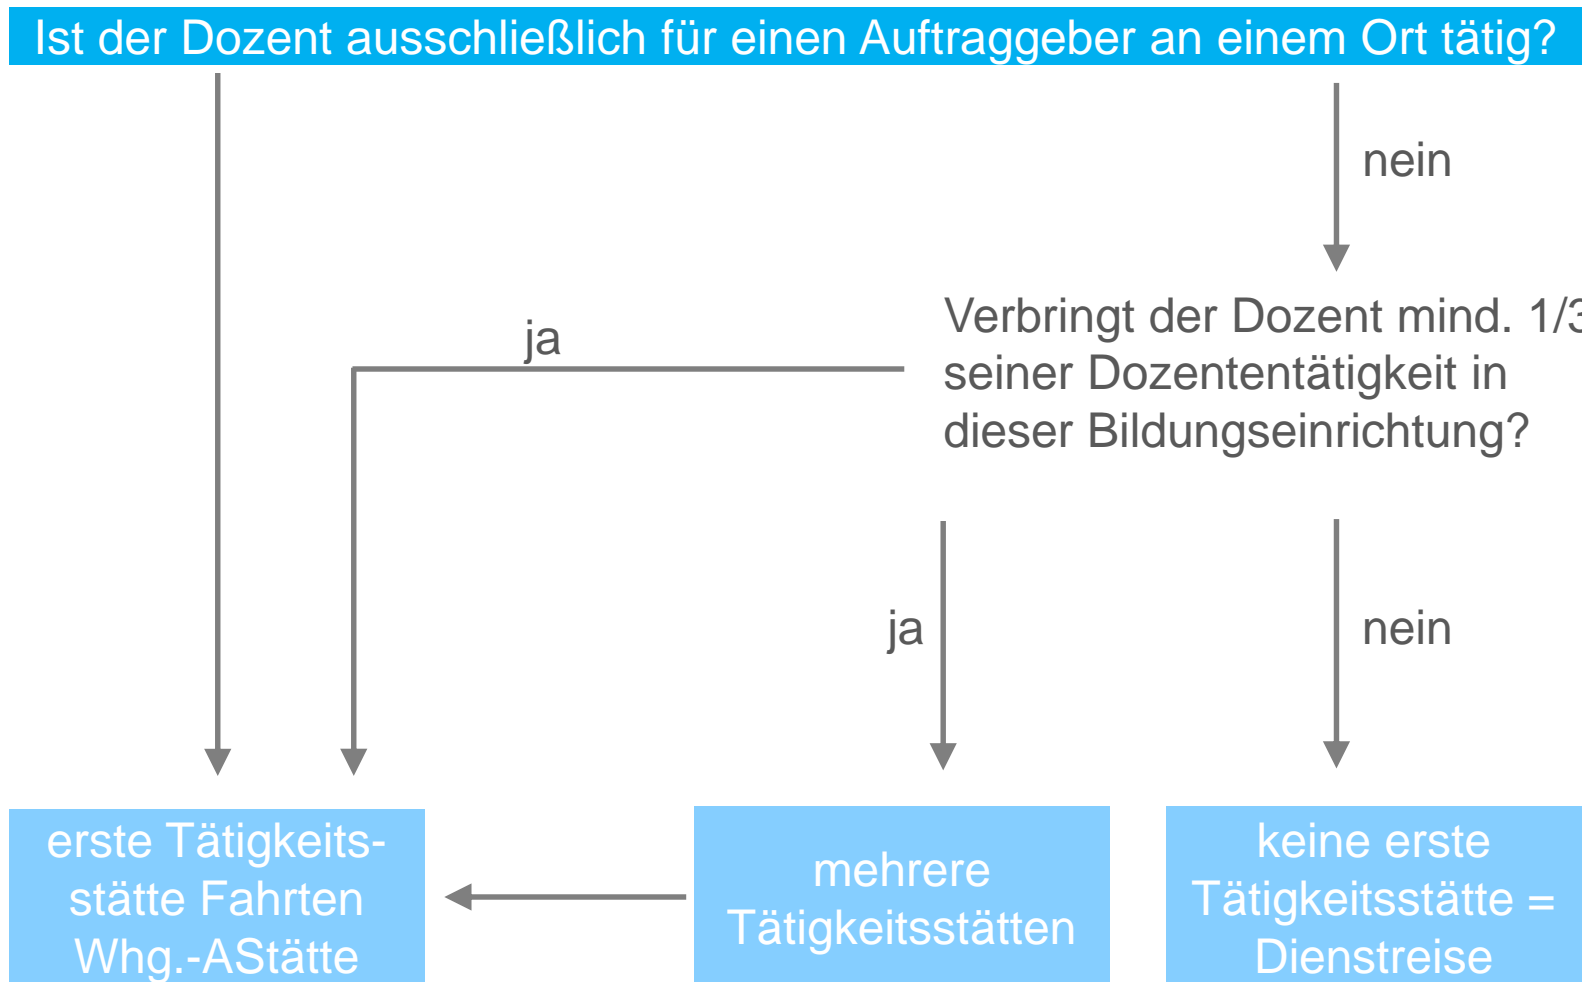 Ist der Dozent ausschließlich für einen Auftraggeber an einem Ort tätig?
nein
Verbringt der Dozent mind. 1/3
seiner Dozententätigkeit in
dieser Bildungseinrichtung?
ja
ja
nein
erste Tätigkeits-
stätte Fahrten
Whg.-AStätte
mehrere
Tätigkeitsstätten
keine erste
Tätigkeitsstätte =
Dienstreise